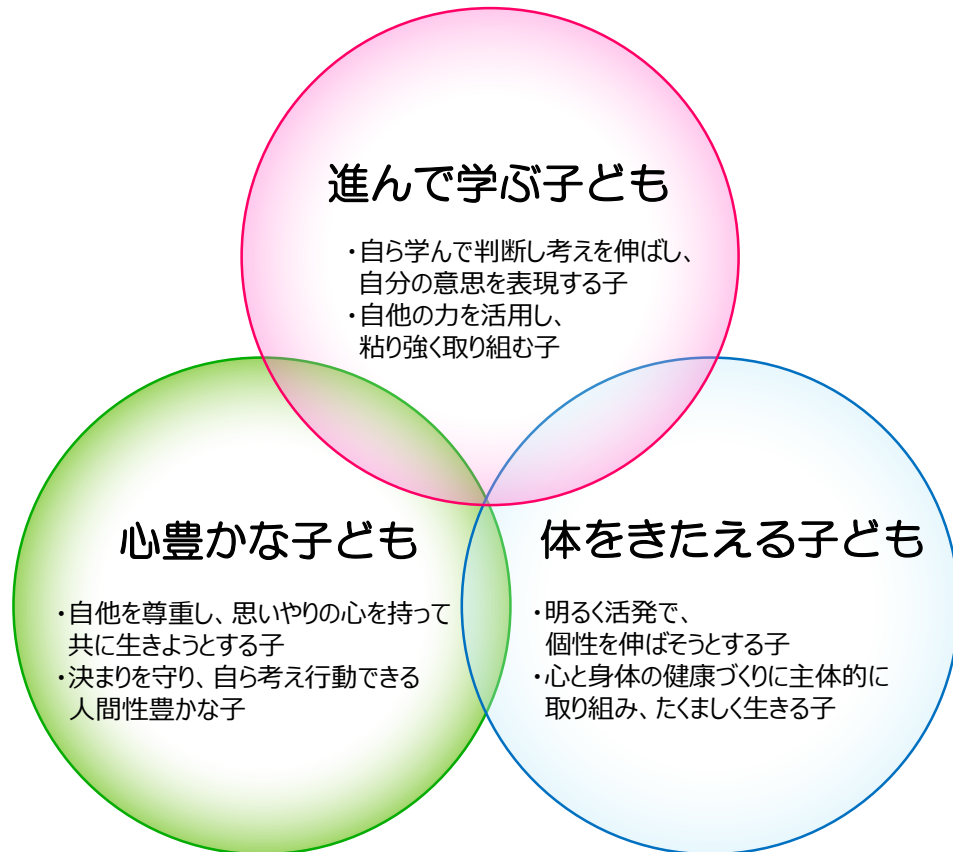 進んで学ぶ子ども
・自ら学んで判断し考えを伸ばし、
自分の意思を表現する子
・自他の力を活用し、
粘り強く取り組む子
心豊かな子ども
・自他を尊重し、思いやりの心を持って
共に生きようとする子
・決まりを守り、自ら考え行動できる
人間性豊かな子
体をきたえる子ども
・明るく活発で、
個性を伸ばそうとする子
・心と身体の健康づくりに主体的に
取り組み、たくましく生きる子